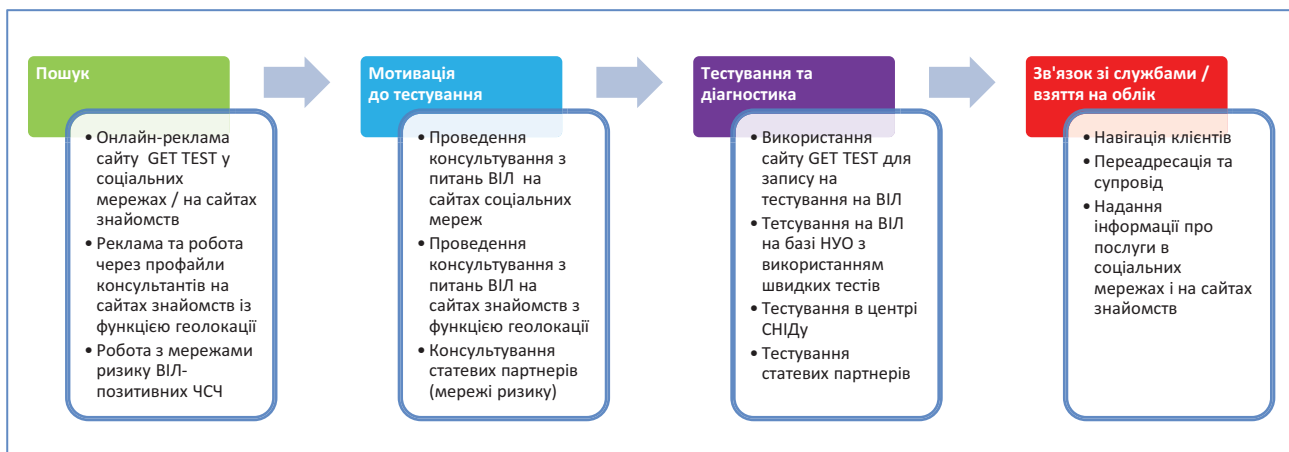 Пошук
• Онлайн-реклама
сайту GET TEST у
соціальних
мережах / на сайтах
знайомств
• Реклама та робота
через профайли
консультантів на
сайтах знайомств із
функцією геолокації
• Робота з мережами
ризику ВІЛ-
позитивних ЧСЧ
Мотивація
до тестування
• Проведення
консультування з
питань ВІЛ на
сайтах соціальних
мереж
• Проведення
консультування з
питань ВІЛ на
сайтах знайомств з
функцією геолокації
• Консультування
статевих партнерів
(мережі ризику)
Тестування та
діагностика
• Використання
сайту GET TEST для
запису на
тестування на ВІЛ
• Тетсування на ВІЛ
на базі НУО з
використанням
швидких тестів
• Тестування в центрі
СНІДу
• Тестування
статевих партнерів
Зв'язок зі службами /
взяття на облік
• Навігація клієнтів
• Переадресація та
супровід
• Надання
інформації про
послуги в
соціальних
мережах і на сайтах
знайомств